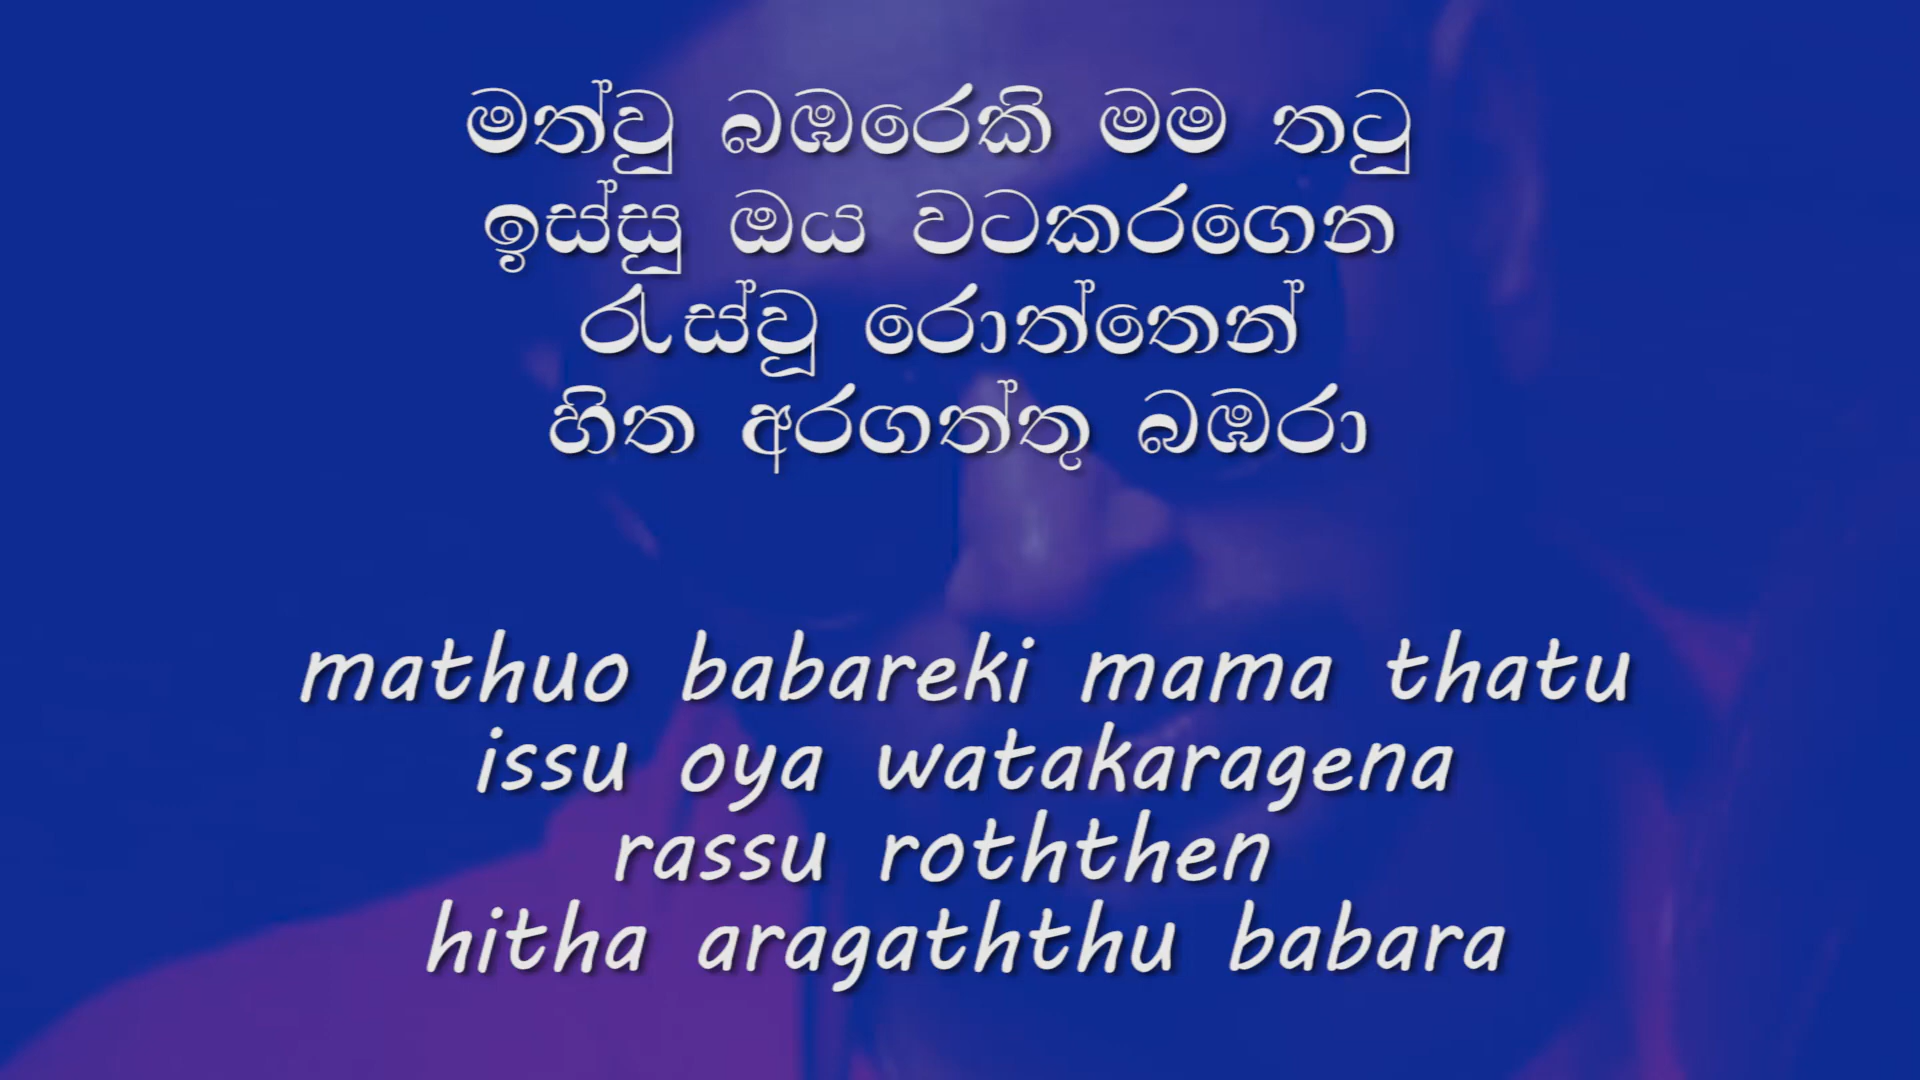 මත්වූ බඹරෙකි මම තටූ
ඉස්සූ ඔය වටකරගෙන
රැස්වූ රොත්තෙන්
හිත අරගත්තු බඹරා
mathuo babareki mama thatu
issu oya watakaragena
rassu roththen
hitha aragaththu babara